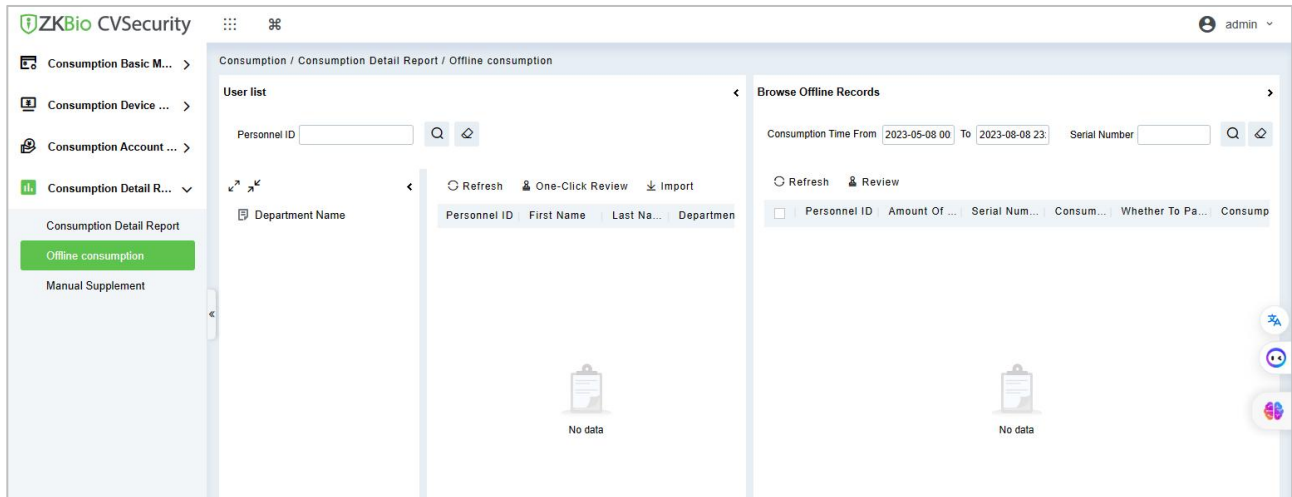 ZKBio CVSecurity
admin
Consumption Basic M...
Consumption Device ...
Consumption Account ...
Consumption Detail R...
Consumption Detail Report
Offline consumption
Manual Supplement
Consumption / Consumption Detail Report / Offline consumption
User list
Personnel ID
Department Name
Refresh One-Click Review Import
Personnel ID First Name Last Na... Departmen
No data
Browse Offline Records
Consumption Time From 2023-05-08 00 To 2023-08-08 23: Serial Number
Refresh Review
Personnel ID Amount Of ... Serial Num... Consum... Whether To Pa... Consump
No data